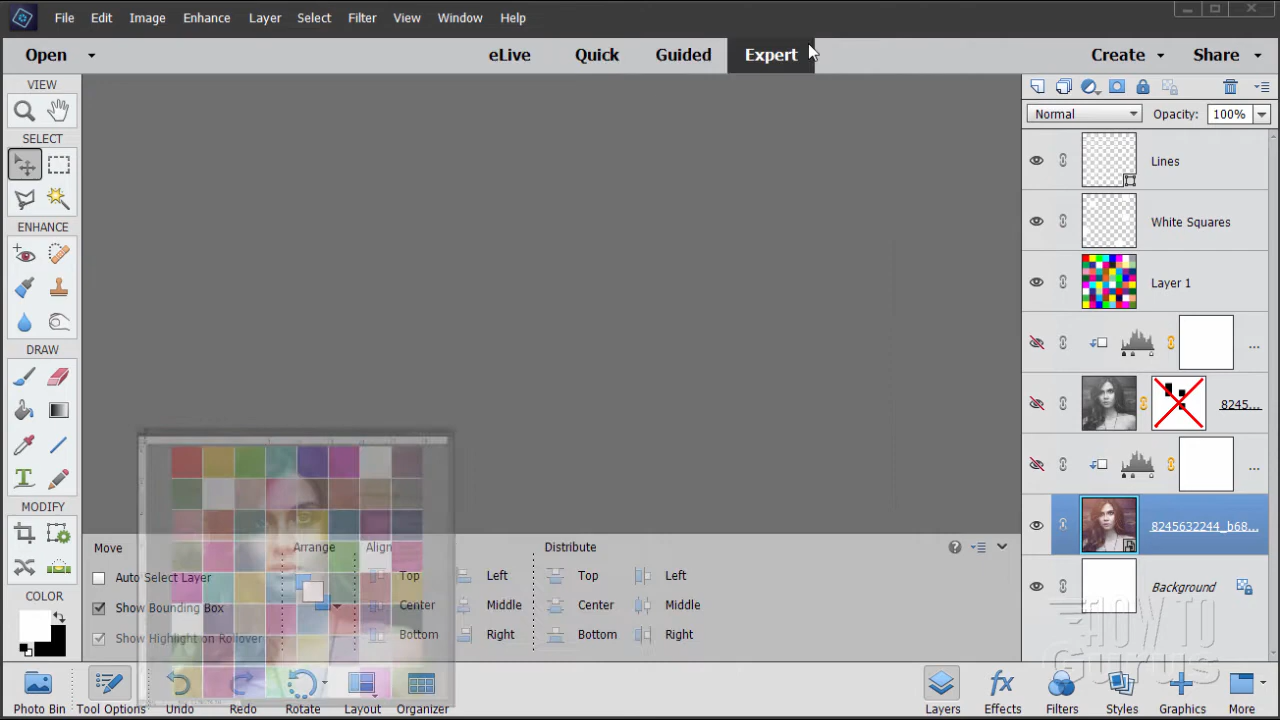 File Edit Image Enhance Layer Select Filter View Window Help
Open eLive Quick Guided Expert Create Share
VIEW
SELECT
ENHANCE
DRAW
MODIFY
COLOR
Normal Opacity: 100%
Lines
White Squares
Layer 1
...
8245...
...
8245632244_b68...
Background
Move Arrange Align Distribute
Auto Select Layer Top Left Top Left
Show Bounding Box Center Middle Center Middle
Show Highlight on Rollover Bottom Right Bottom Right
HOWTO
Gurus
Photo Bin Tool Options Undo Redo Rotate Layout Organizer Layers Effects Filters Styles Graphics More